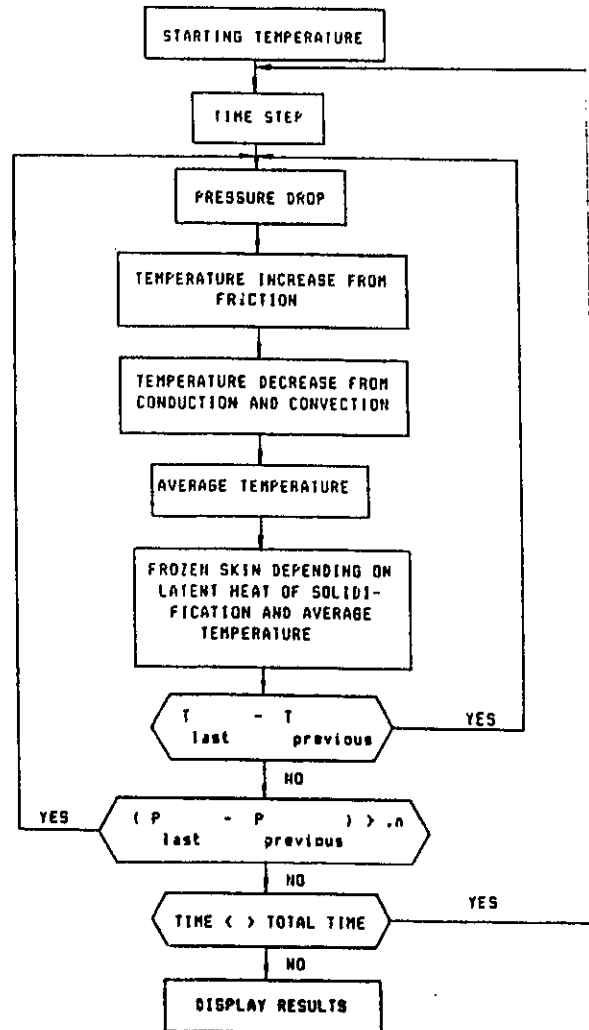 STARTING TEMPERATURE
TIME STEP
PRESSURE DROP
TEMPERATURE INCREASE FROM
FRICTION
TEMPERATURE DECREASE FROM
CONDUCTION AND CONVECTION
AVERAGE TEMPERATURE
FROZEN SKIN DEPENDING ON
LATENT HEAT OF SOLIDI-
FICATION AND AVERAGE
TEMPERATURE
T - T
last previous
YES
NO
YES
( P - P ) > .n
last previous
NO
TIME < > TOTAL TIME
YES
NO
DISPLAY RESULTS